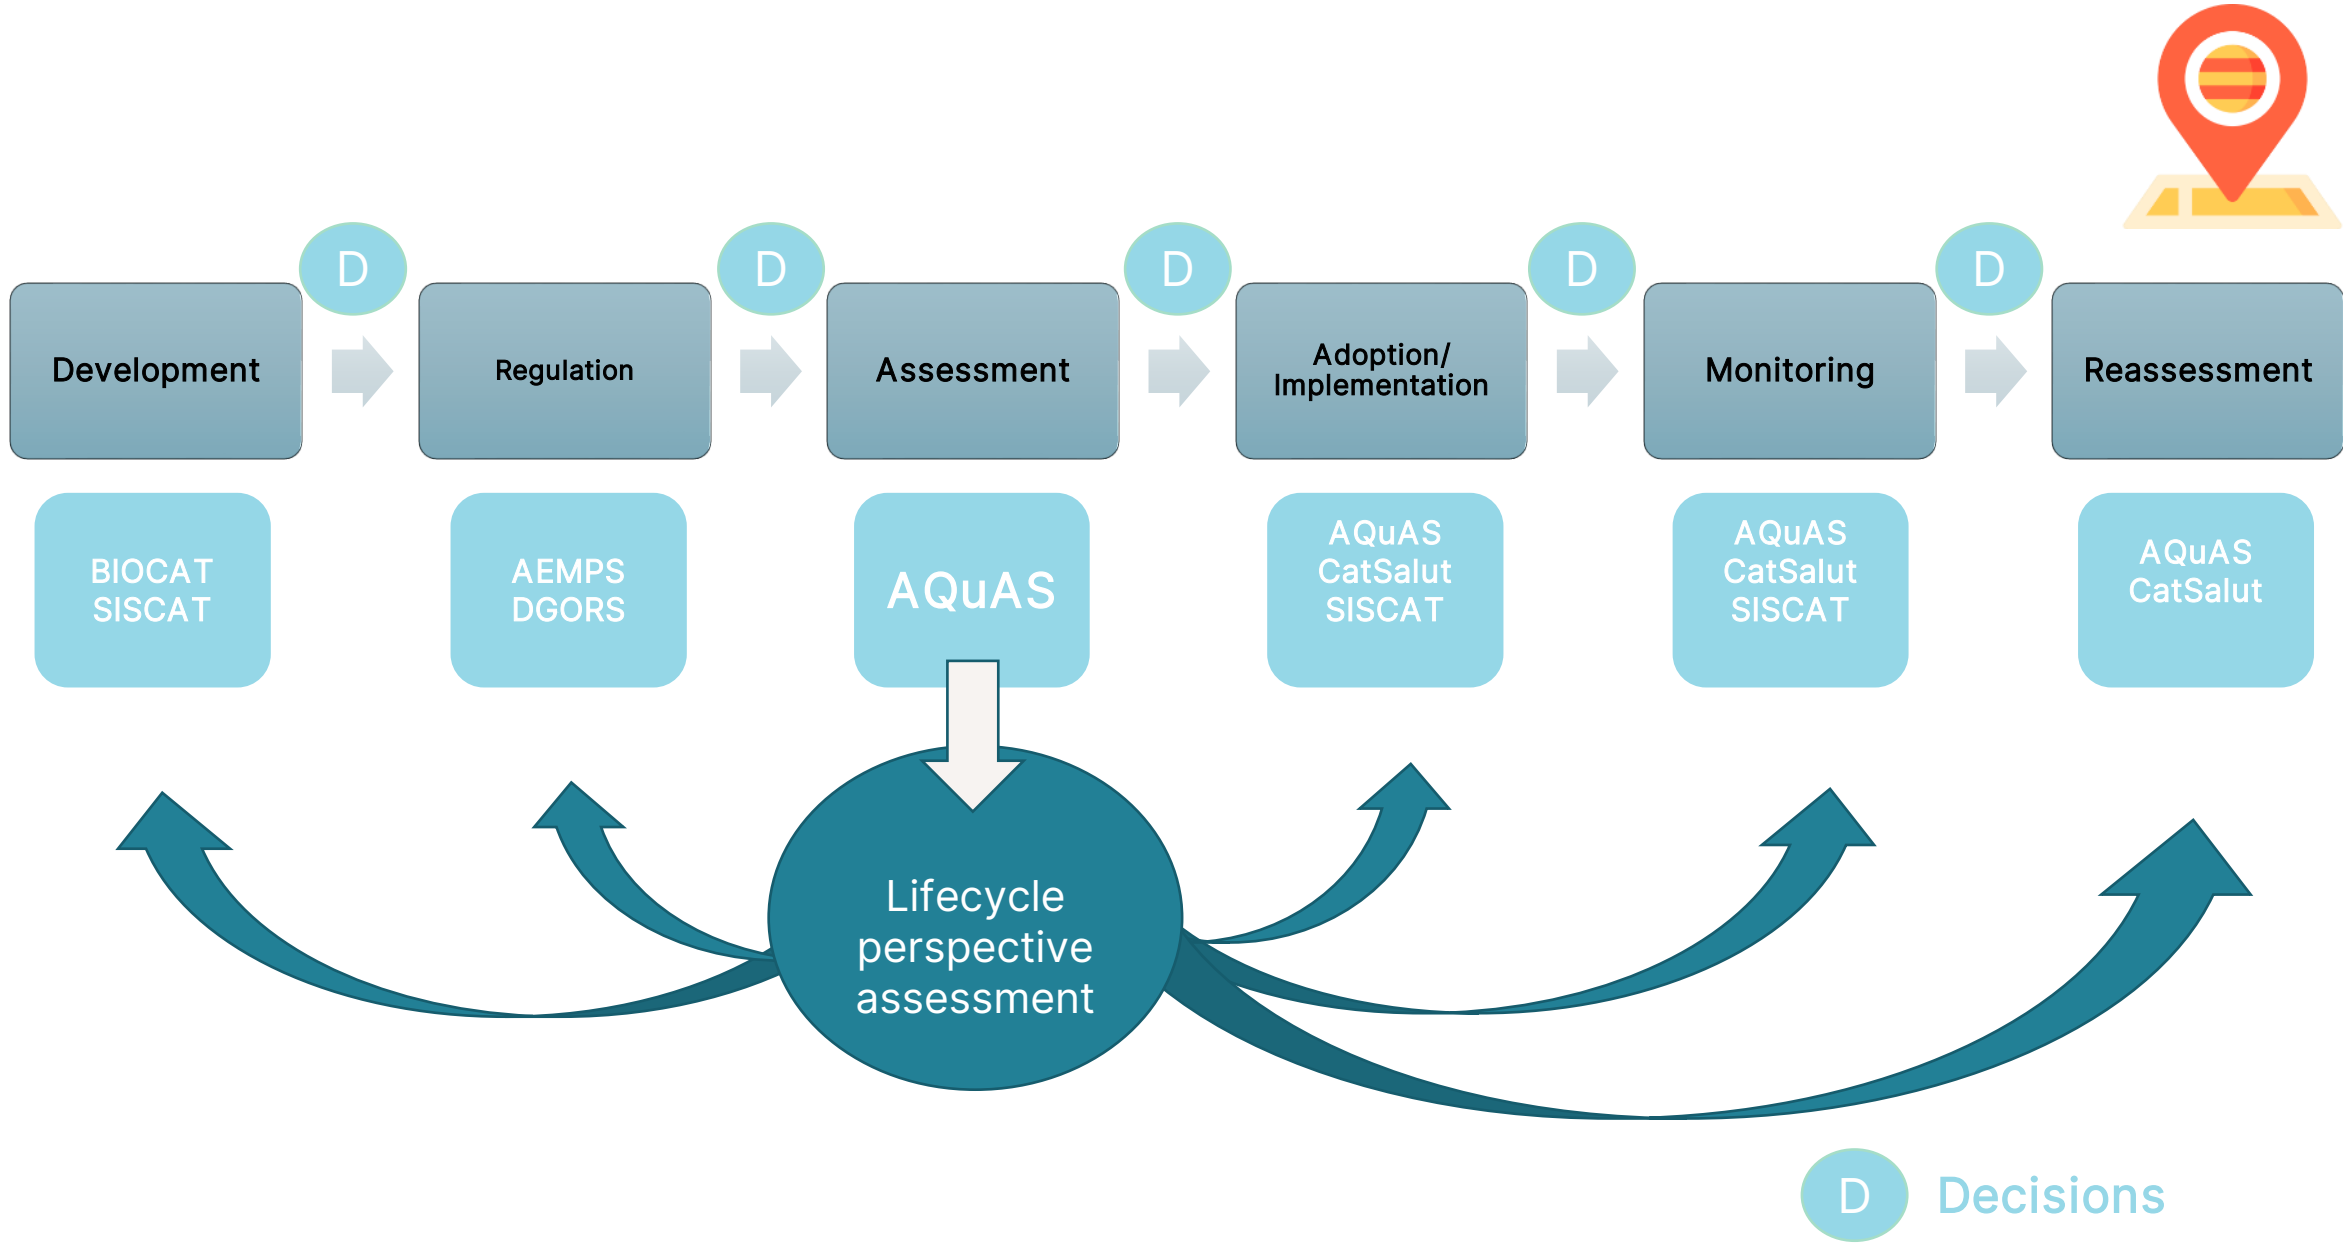 D
D
D
D
D
Development
Regulation
Assessment
Adoption/
Implementation
Monitoring
Reassessment
BIOCAT
SISCAT
AEMPS
DGORS
AQuAS
AQuAS
CatSalut
SISCAT
AQuAS
CatSalut
SISCAT
AQuAS
CatSalut
Lifecycle
perspective
assessment
D
Decisions